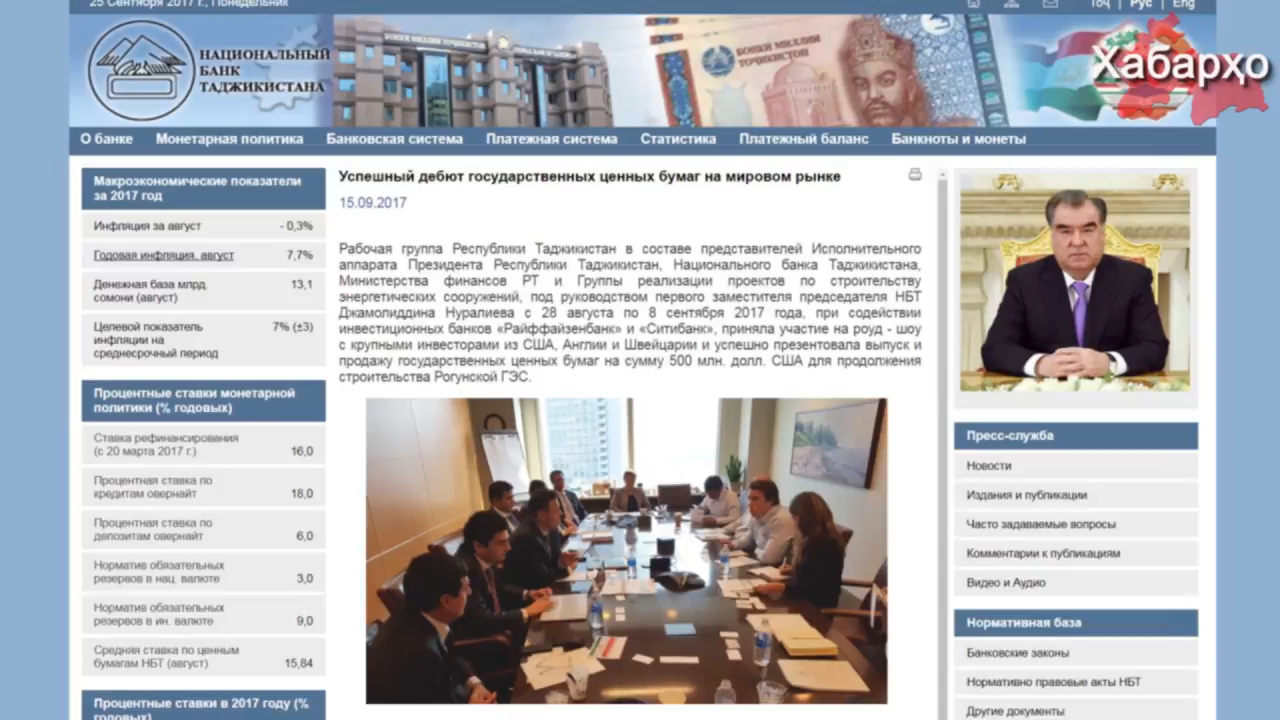 25 Сентября 2017 г., Понедельник
Тоҷ | Рус | Eng
НАЦИОНАЛЬНЫЙ
БАНК
ТАДЖИКИСТАНА
БОНКИ МИЛЛИИ
ТОҶИКИСТОН
Хабарҳо
О банке Монетарная политика Банковская система Платежная система Статистика Платежный баланс Банкноты и монеты
Макроэкономические показатели
за 2017 год
Инфляция за август - 0,3%
Годовая инфляция, август 7,7%
Денежная база млрд. 13,1
сомони (август)
Целевой показатель 7% (±3)
инфляции на
среднесрочный период
Процентные ставки монетарной
политики (% годовых)
Ставка рефинансирования
(с 20 марта 2017 г.) 16,0
Процентная ставка по
кредитам овернайт 18,0
Процентная ставка по
депозитам овернайт 6,0
Норматив обязательных
резервов в нац. валюте 3,0
Норматив обязательных
резервов в ин. валюте 9,0
Средняя ставка по ценным
бумагам НБТ (август) 15,84
Процентные ставки в 2017 году (%
годовых)
Успешный дебют государственных ценных бумаг на мировом рынке
15.09.2017
Рабочая группа Республики Таджикистан в составе представителей Исполнительного
аппарата Президента Республики Таджикистан, Национального банка Таджикистана,
Министерства финансов РТ и Группы реализации проектов по строительству
энергетических сооружений, под руководством первого заместителя председателя НБТ
Джамолиддина Нуралиева с 28 августа по 8 сентября 2017 года, при содействии
инвестиционных банков «Райффайзенбанк» и «Ситибанк», приняла участие на роуд - шоу
с крупными инвесторами из США, Англии и Швейцарии и успешно презентовала выпуск и
продажу государственных ценных бумаг на сумму 500 млн. долл. США для продолжения
строительства Рогунской ГЭС.
Пресс-служба
Новости
Издания и публикации
Часто задаваемые вопросы
Комментарии к публикациям
Видео и Аудио
Нормативная база
Банковские законы
Нормативно правовые акты НБТ
Другие документы